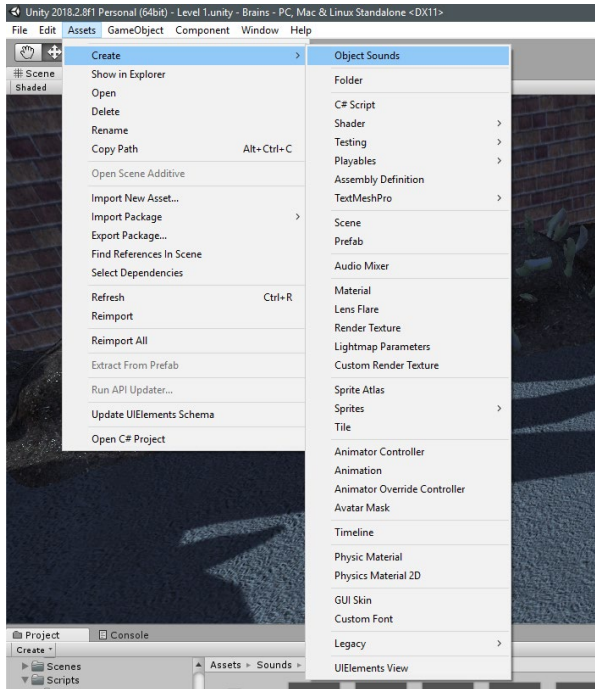 Unity 2018.2.8f1 Personal (64bit) - Level 1.unity - Brains - PC, Mac & Linux Standalone <DX11>
File Edit Assets GameObject Component Window Help
Scene
Shaded
Create >
Show in Explorer
Open
Delete
Rename
Copy Path Alt+Ctrl+C
Open Scene Additive
Import New Asset...
Import Package >
Export Package...
Find References In Scene
Select Dependencies
Refresh Ctrl+R
Reimport
Reimport All
Extract From Prefab
Run API Updater...
Update UIElements Schema
Open C# Project
Object Sounds
Folder
C# Script
Shader >
Testing >
Playables >
Assembly Definition
TextMeshPro >
Scene
Prefab
Audio Mixer
Material
Lens Flare
Render Texture
Lightmap Parameters
Custom Render Texture
Sprite Atlas
Sprites >
Tile
Animator Controller
Animation
Animator Override Controller
Avatar Mask
Timeline
Physic Material
Physics Material 2D
GUI Skin
Custom Font
Legacy >
UIElements View
Project Console
Create
Scenes
Scripts
Assets Sounds